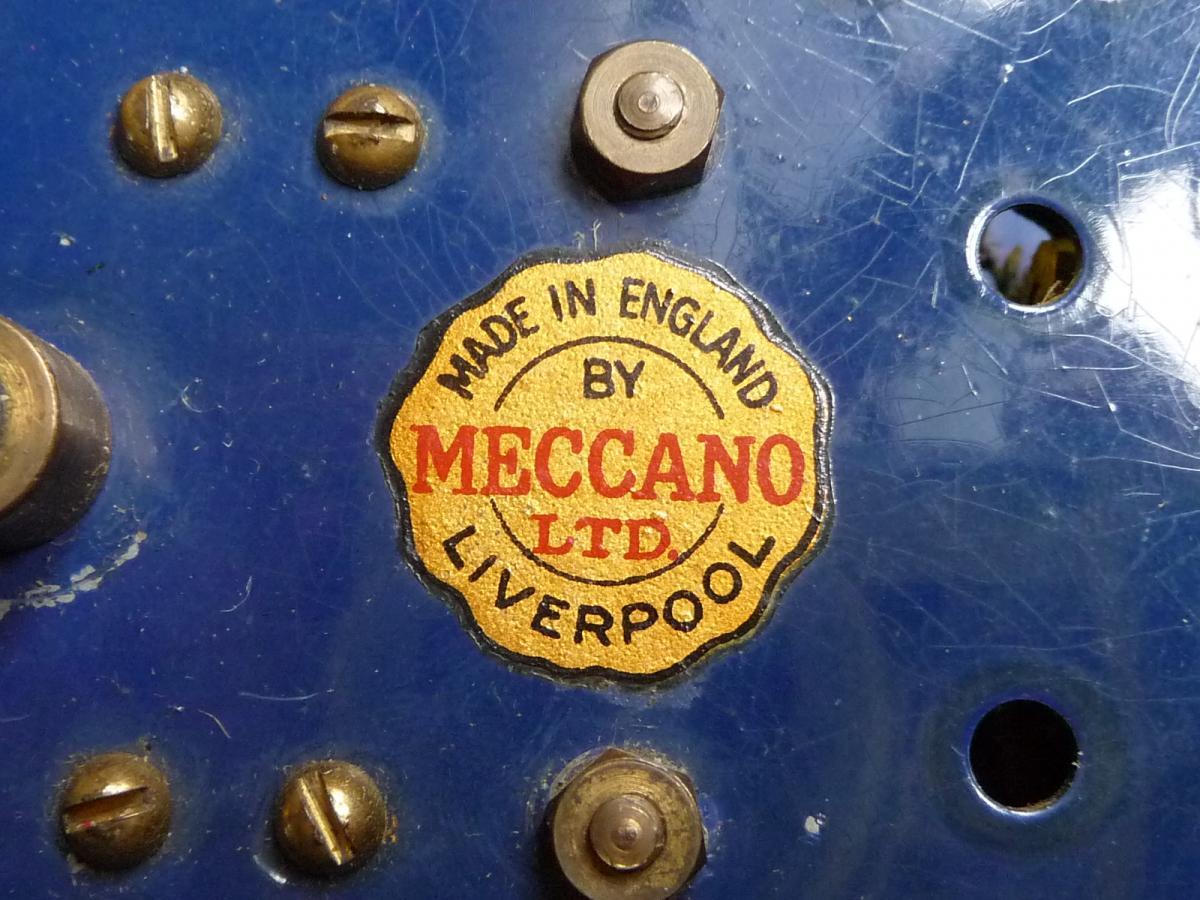 MADE IN ENGLAND
BY
MECCANO
LTD.
LIVERPOOL